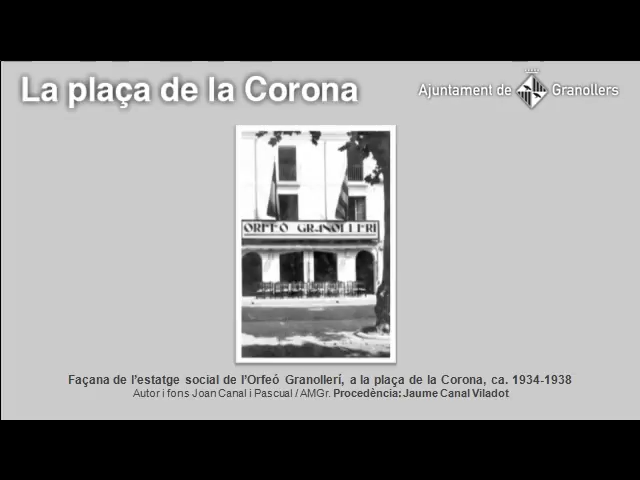 La plaça de la Corona
Ajuntament de Granollers
ORFEÓ GRANOLLERÍ
Façana de l'estatge social de l'Orfeó Granollerí, a la plaça de la Corona, ca. 1934-1938
Autor i fons Joan Canal i Pascual / AMGr. Procedència: Jaume Canal Viladot